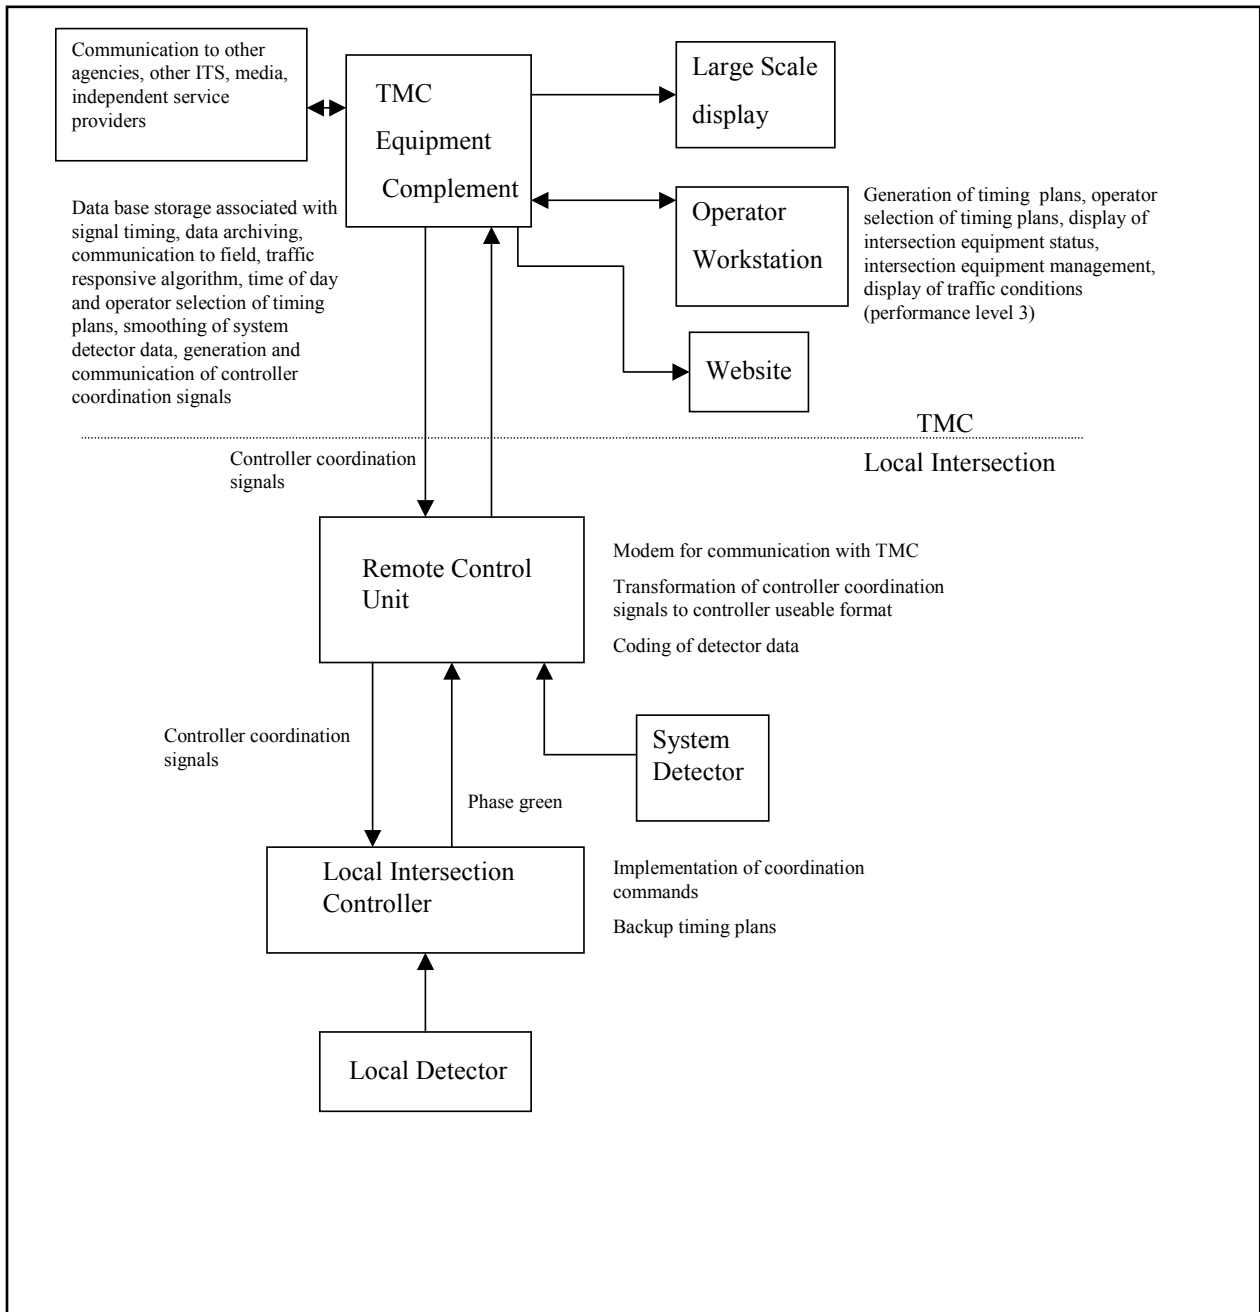 Communication to other
agencies, other ITS, media,
independent service
providers
TMC
Equipment
Complement
Large Scale
display
Operator
Workstation
Generation of timing plans, operator
selection of timing plans, display of
intersection equipment status,
intersection equipment management,
display of traffic conditions
(performance level 3)
Data base storage associated with
signal timing, data archiving,
communication to field, traffic
responsive algorithm, time of day
and operator selection of timing
plans, smoothing of system
detector data, generation and
communication of controller
coordination signals
Website
TMC
Local Intersection
Controller coordination
signals
Remote Control
Unit
Modem for communication with TMC
Transformation of controller coordination
signals to controller useable format
Coding of detector data
Controller coordination
signals
System
Detector
Phase green
Local Intersection
Controller
Implementation of coordination
commands
Backup timing plans
Local Detector